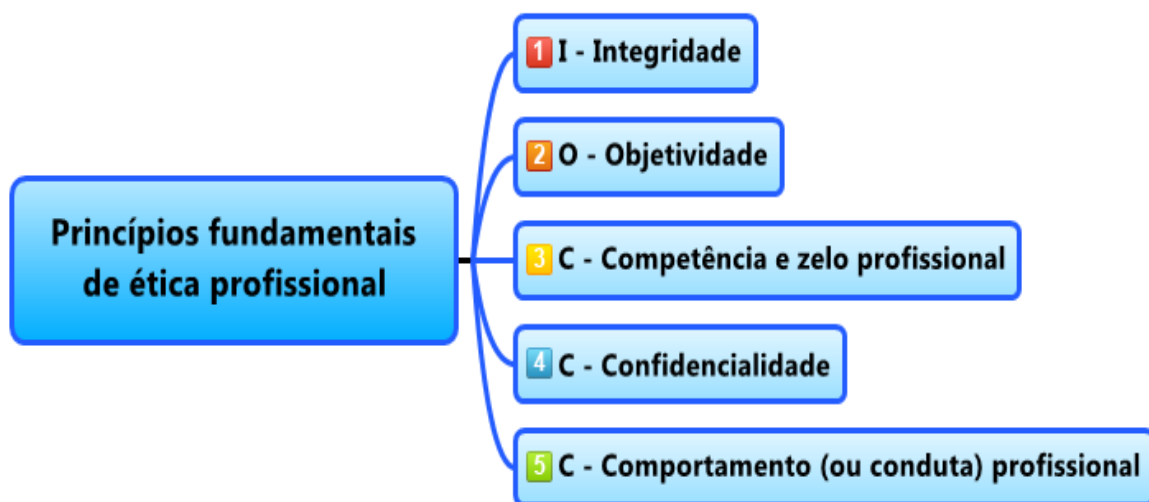 1 I - Integridade
2 O - Objetividade
Princípios fundamentais
de ética profissional
3 C - Competência e zelo profissional
4 C - Confidencialidade
5 C - Comportamento (ou conduta) profissional